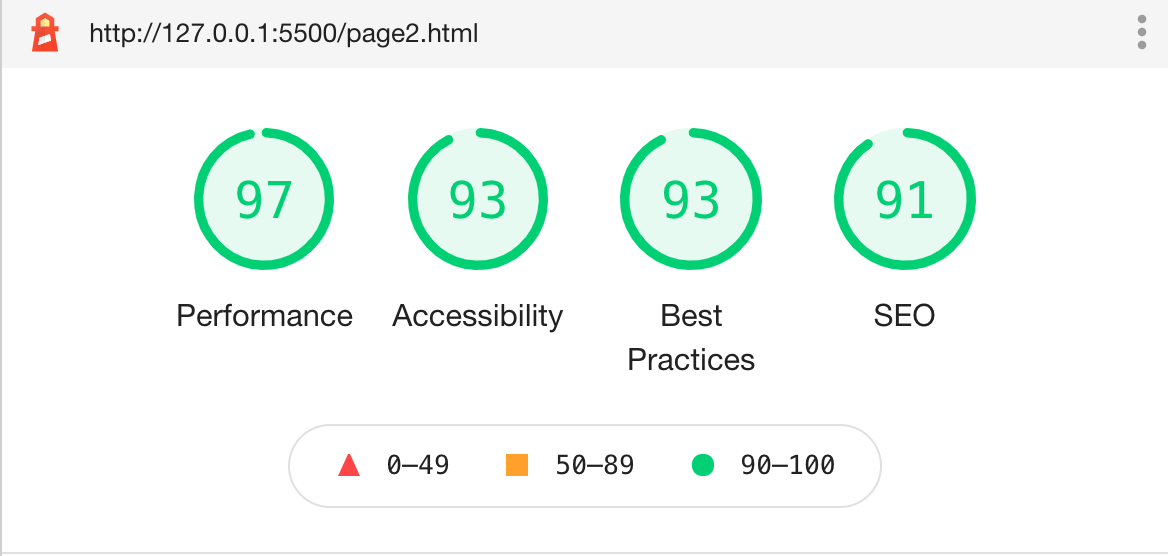 http://127.0.0.1:5500/page2.html
97 93 93 91
Performance Accessibility Best Practices SEO
0–49 50–89 90–100